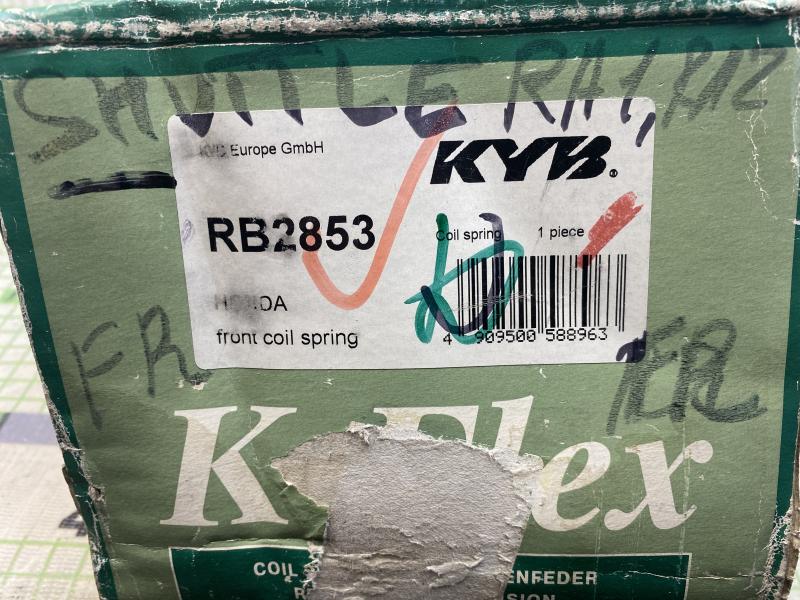 SHUTTLE RA1, RA2
KYB Europe GmbH
KYB
RB2853
Coil spring 1 piece
HONDA
front coil spring
4 909500 588963
FR
FR
K-Flex
COIL
ENFEDER
SION